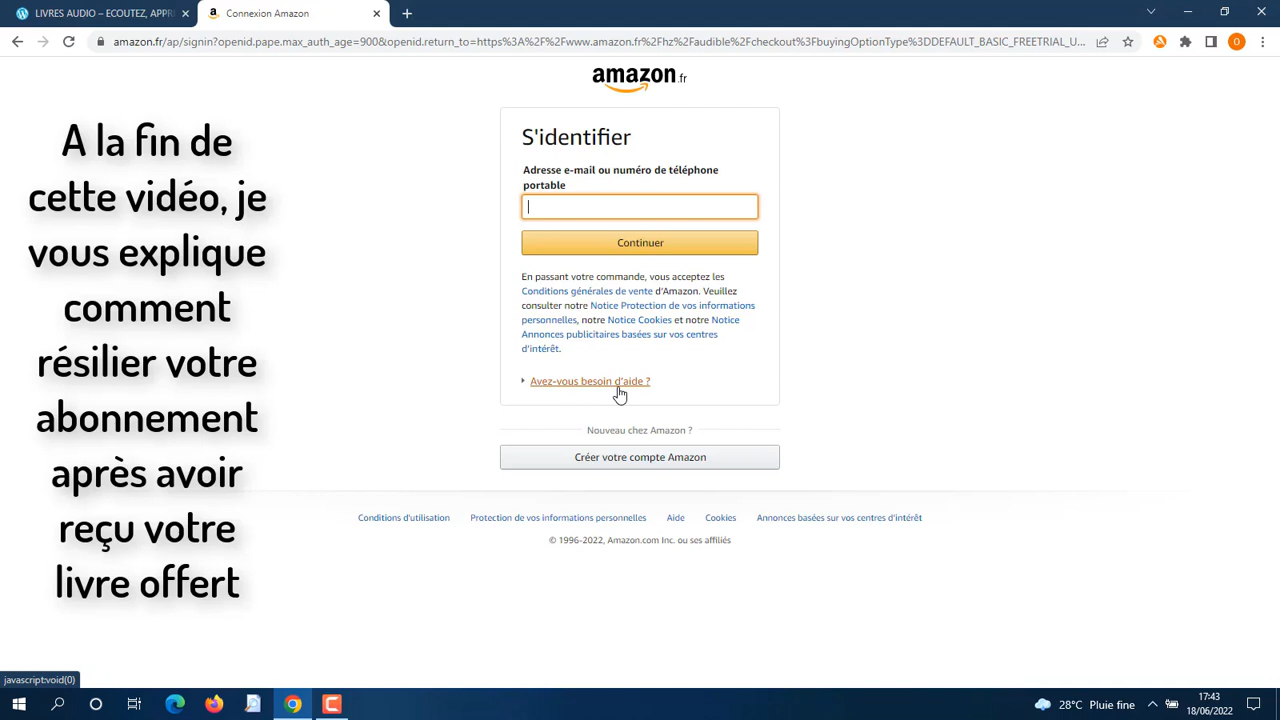 LIVRES AUDIO – ECOUTEZ, APPR
Connexion Amazon
amazon.fr/ap/signin?openid.pape.max_auth_age=900&openid.return_to=https%3A%2F%2Fwww.amazon.fr%2Fhz%2Faudible%2Fcheckout%3FbuyingOptionType%3DDEFAULT_BASIC_FREETRIAL_U...
O
amazon.fr
S'identifier
Adresse e-mail ou numéro de téléphone
portable
Continuer
En passant votre commande, vous acceptez les
Conditions générales de vente d'Amazon. Veuillez
consulter notre Notice Protection de vos informations
personnelles, notre Notice Cookies et notre Notice
Annonces publicitaires basées sur vos centres
d'intérêt.
Avez-vous besoin d'aide ?
Nouveau chez Amazon ?
Créer votre compte Amazon
Conditions d'utilisation
Protection de vos informations personnelles
Aide
Cookies
Annonces basées sur vos centres d'intérêt
© 1996-2022, Amazon.com Inc. ou ses affiliés
A la fin de
cette vidéo, je
vous explique
comment
résilier votre
abonnement
après avoir
reçu votre
livre offert
javascript:void(0)
28°C Pluie fine
17:43
18/06/2022